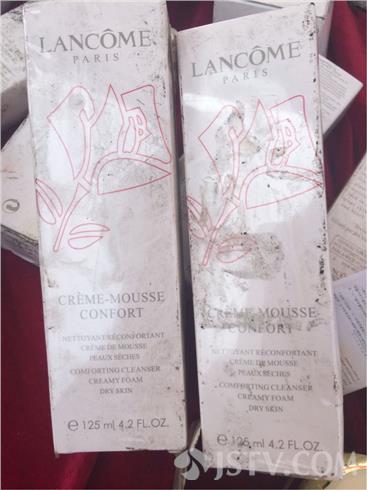 LANCÔME
PARIS
CRÈME-MOUSSE
CONFORT
NETTOYANT RÉCONFORTANT
CRÈME DE MOUSSE
PEAUX SÈCHES
COMFORTING CLEANSER
CREAMY FOAM
DRY SKIN
℮ 125 ml 4.2 FL.OZ.
LANCÔME
PARIS
CRÈME-MOUSSE
CONFORT
NETTOYANT RÉCONFORTANT
CRÈME DE MOUSSE
PEAUX SÈCHES
COMFORTING CLEANSER
CREAMY FOAM
DRY SKIN
℮ 125 ml 4.2 FL.OZ.
JSTV.COM